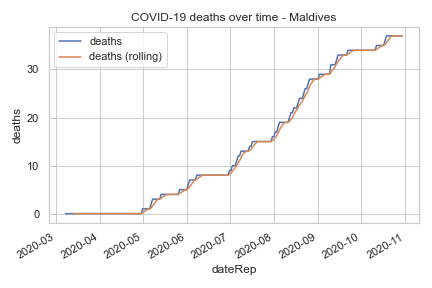 COVID-19 deaths over time - Maldives
deaths
deaths (rolling)
30
20
10
0
deaths
2020-03
2020-04
2020-05
2020-06
2020-07
2020-08
2020-09
2020-10
2020-11
dateRep